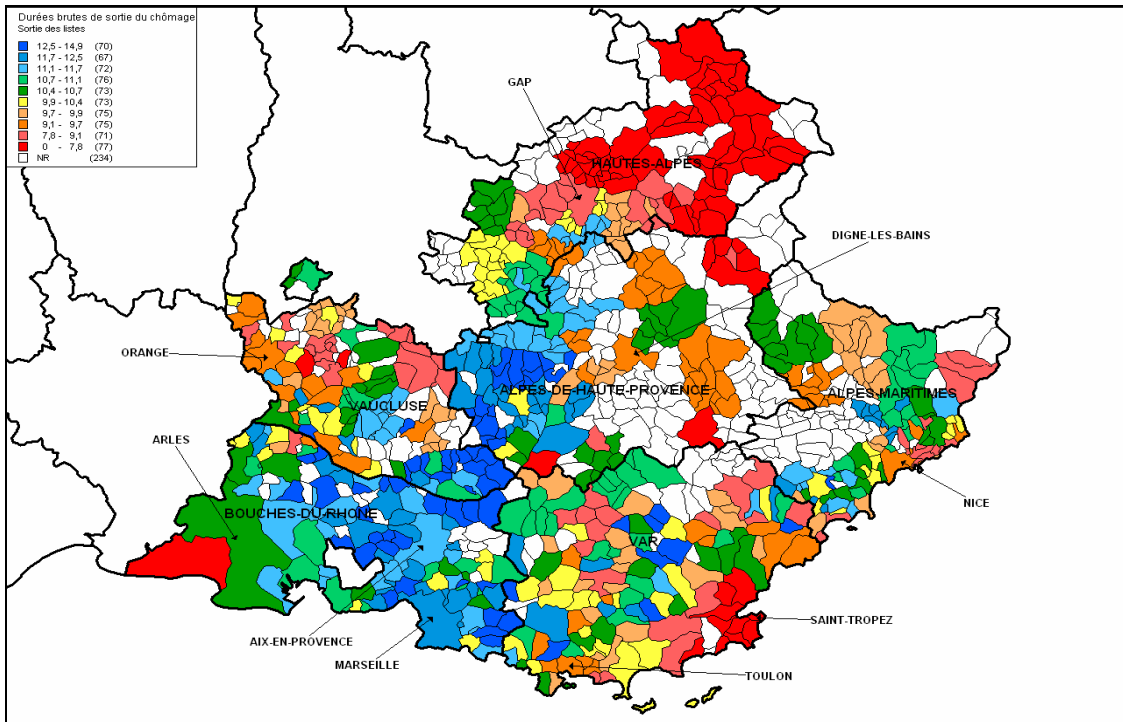 Durées brutes de sortie du chômage
Sortie des listes
12,5 - 14,9 (70)
11,7 - 12,5 (67)
11,1 - 11,7 (72)
10,7 - 11,1 (76)
10,4 - 10,7 (73)
9,9 - 10,4 (73)
9,7 - 9,9 (75)
9,1 - 9,7 (75)
7,8 - 9,1 (71)
0 - 7,8 (77)
NR (234)
GAP
HAUTES-ALPES
DIGNE-LES-BAINS
ORANGE
ALPES-DE-HAUTE-PROVENCE
ALPES-MARITIMES
VAUCLUSE
ARLES
NICE
BOUCHES-DU-RHONE
VAR
SAINT-TROPEZ
AIX-EN-PROVENCE
MARSEILLE
TOULON